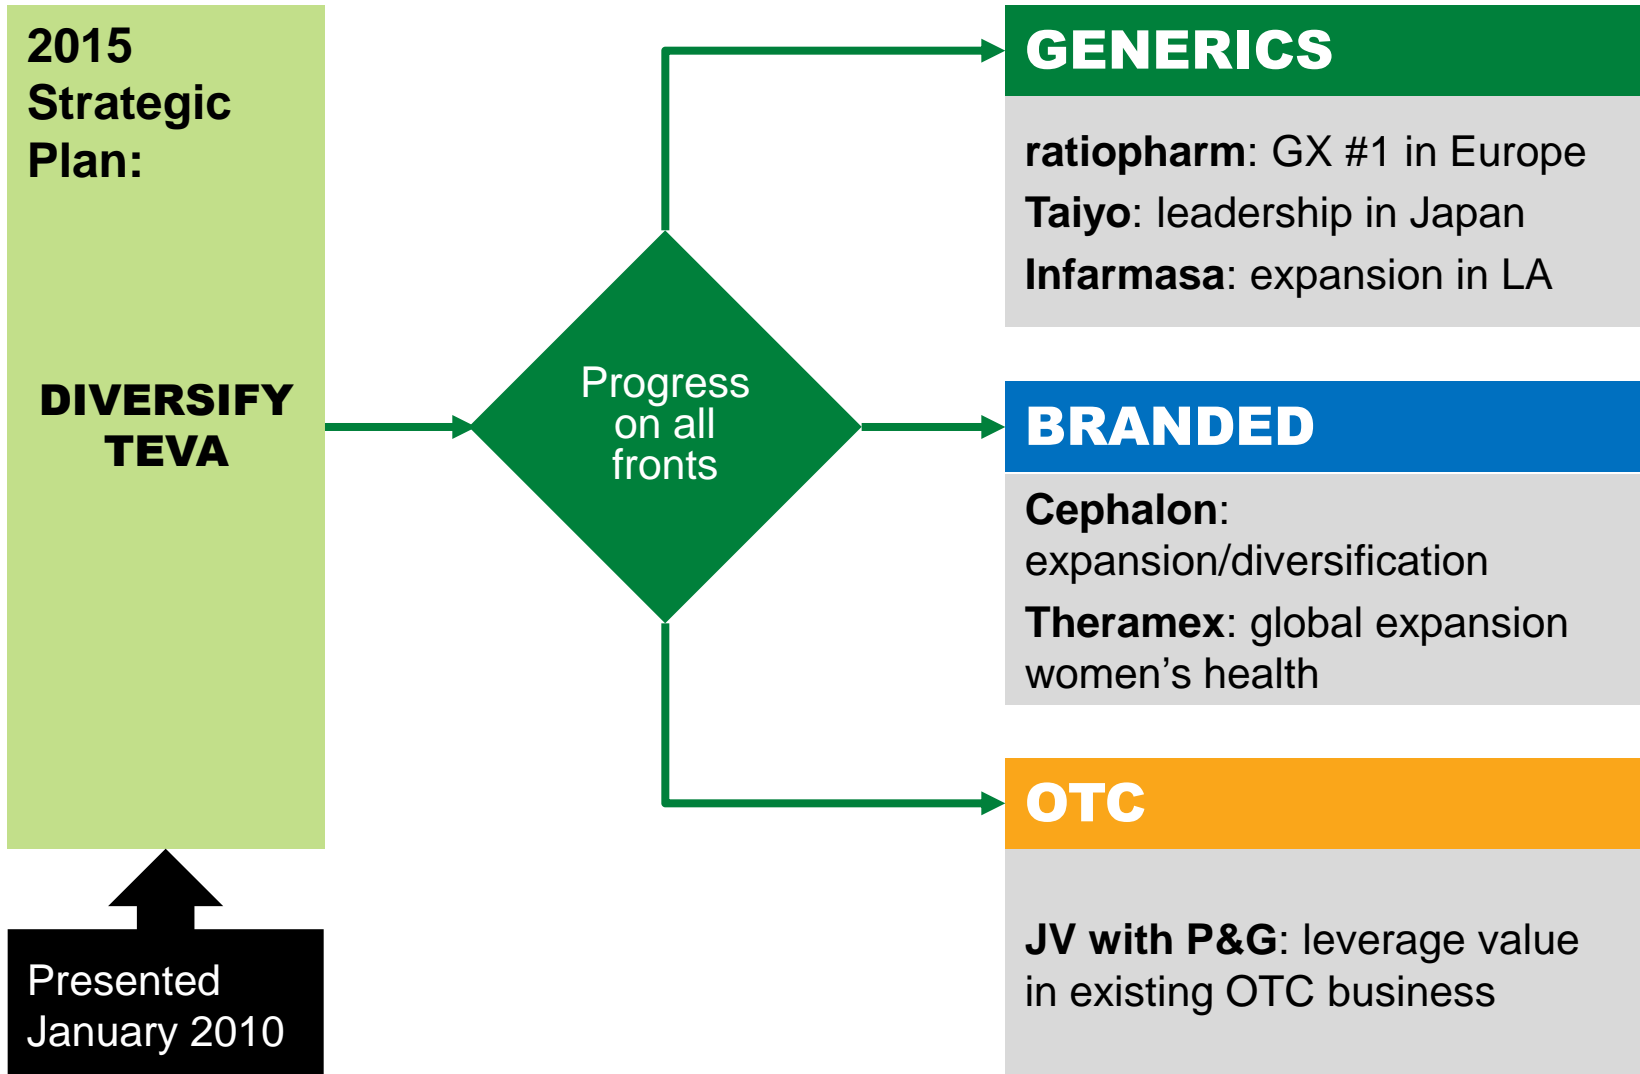 2015
Strategic
Plan:
DIVERSIFY
TEVA
Presented
January 2010
Progress
on all
fronts
GENERICS
ratiopharm: GX #1 in Europe
Taiyo: leadership in Japan
Infarmasa: expansion in LA
BRANDED
Cephalon:
expansion/diversification
Theramex: global expansion
women’s health
OTC
JV with P&G: leverage value
in existing OTC business